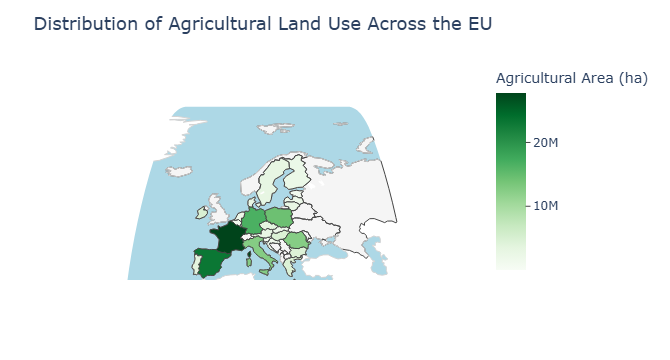 Distribution of Agricultural Land Use Across the EU
Agricultural Area (ha)
20M
10M